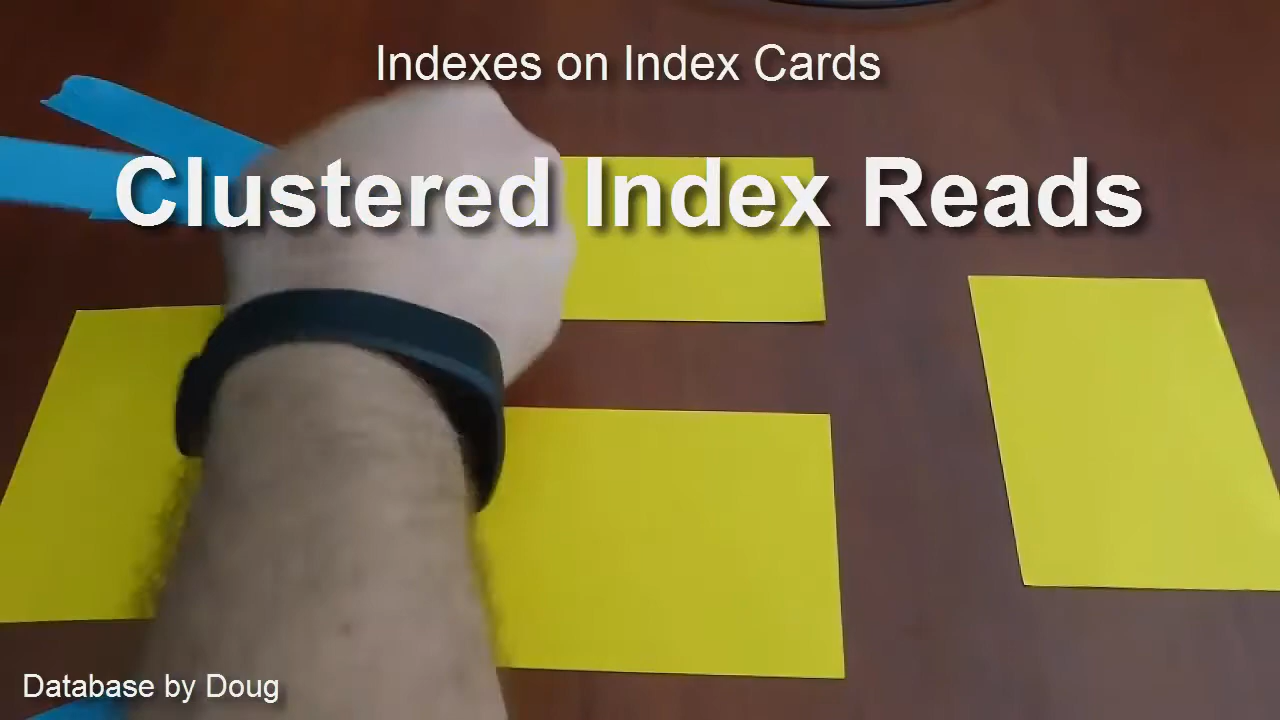 Indexes on Index Cards
Clustered Index Reads
Database by Doug